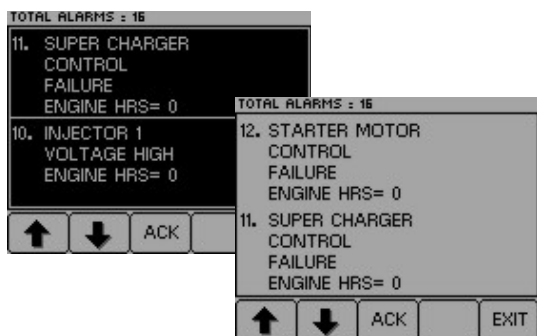 TOTAL ALARMS : 16
11. SUPER CHARGER
CONTROL
FAILURE
ENGINE HRS= 0
10. INJECTOR 1
VOLTAGE HIGH
ENGINE HRS= 0
ACK
TOTAL ALARMS : 16
12. STARTER MOTOR
CONTROL
FAILURE
ENGINE HRS= 0
11. SUPER CHARGER
CONTROL
FAILURE
ENGINE HRS= 0
ACK
EXIT